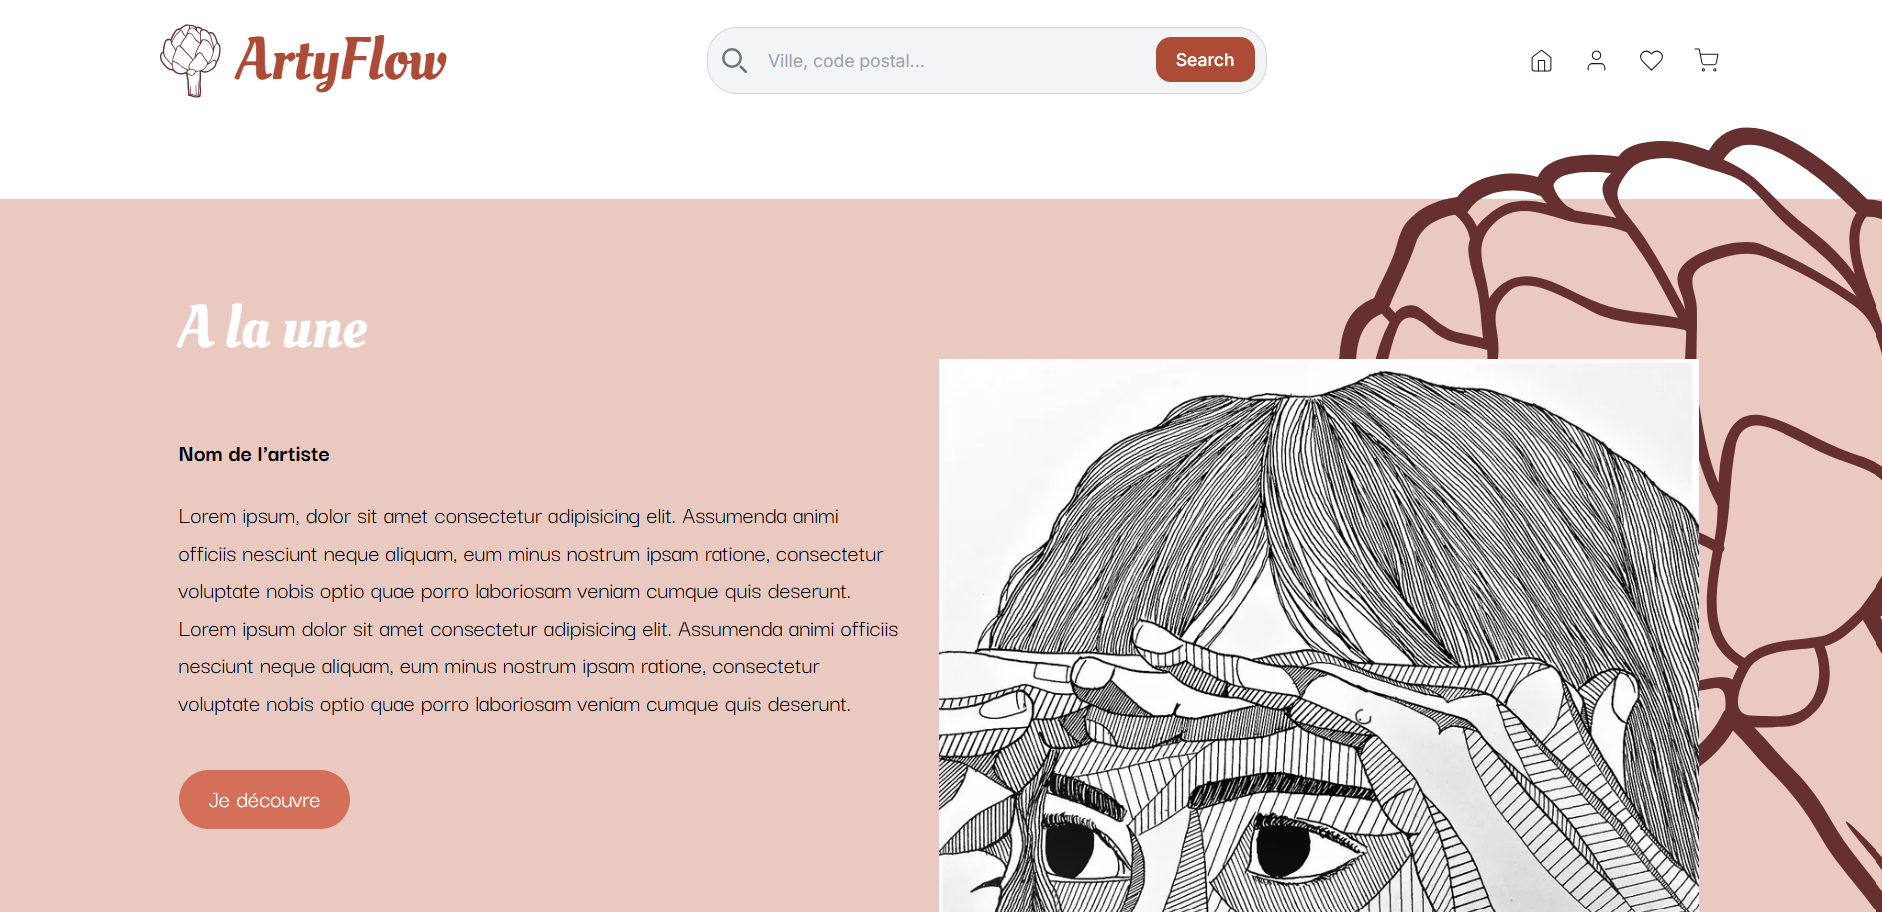 ArtyFlow
Ville, code postal...
Search
A la une
Nom de l'artiste
Lorem ipsum, dolor sit amet consectetur adipisicing elit. Assumenda animi
officiis nesciunt neque aliquam, eum minus nostrum ipsam ratione, consectetur
voluptate nobis optio quae porro laboriosam veniam cumque quis deserunt.
Lorem ipsum dolor sit amet consectetur adipisicing elit. Assumenda animi officiis
nesciunt neque aliquam, eum minus nostrum ipsam ratione, consectetur
voluptate nobis optio quae porro laboriosam veniam cumque quis deserunt.
Je découvre